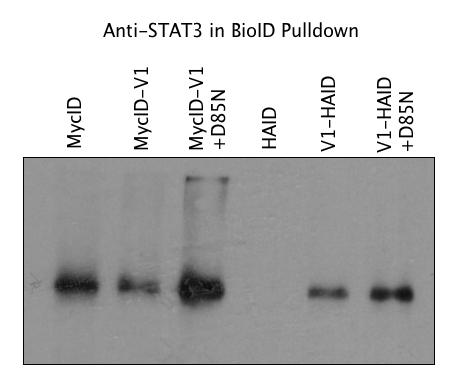 Anti-STAT3 in BioID Pulldown
MycID
MycID-V1
MycID-V1
+D85N
HAID
V1-HAID
V1-HAID
+D85N